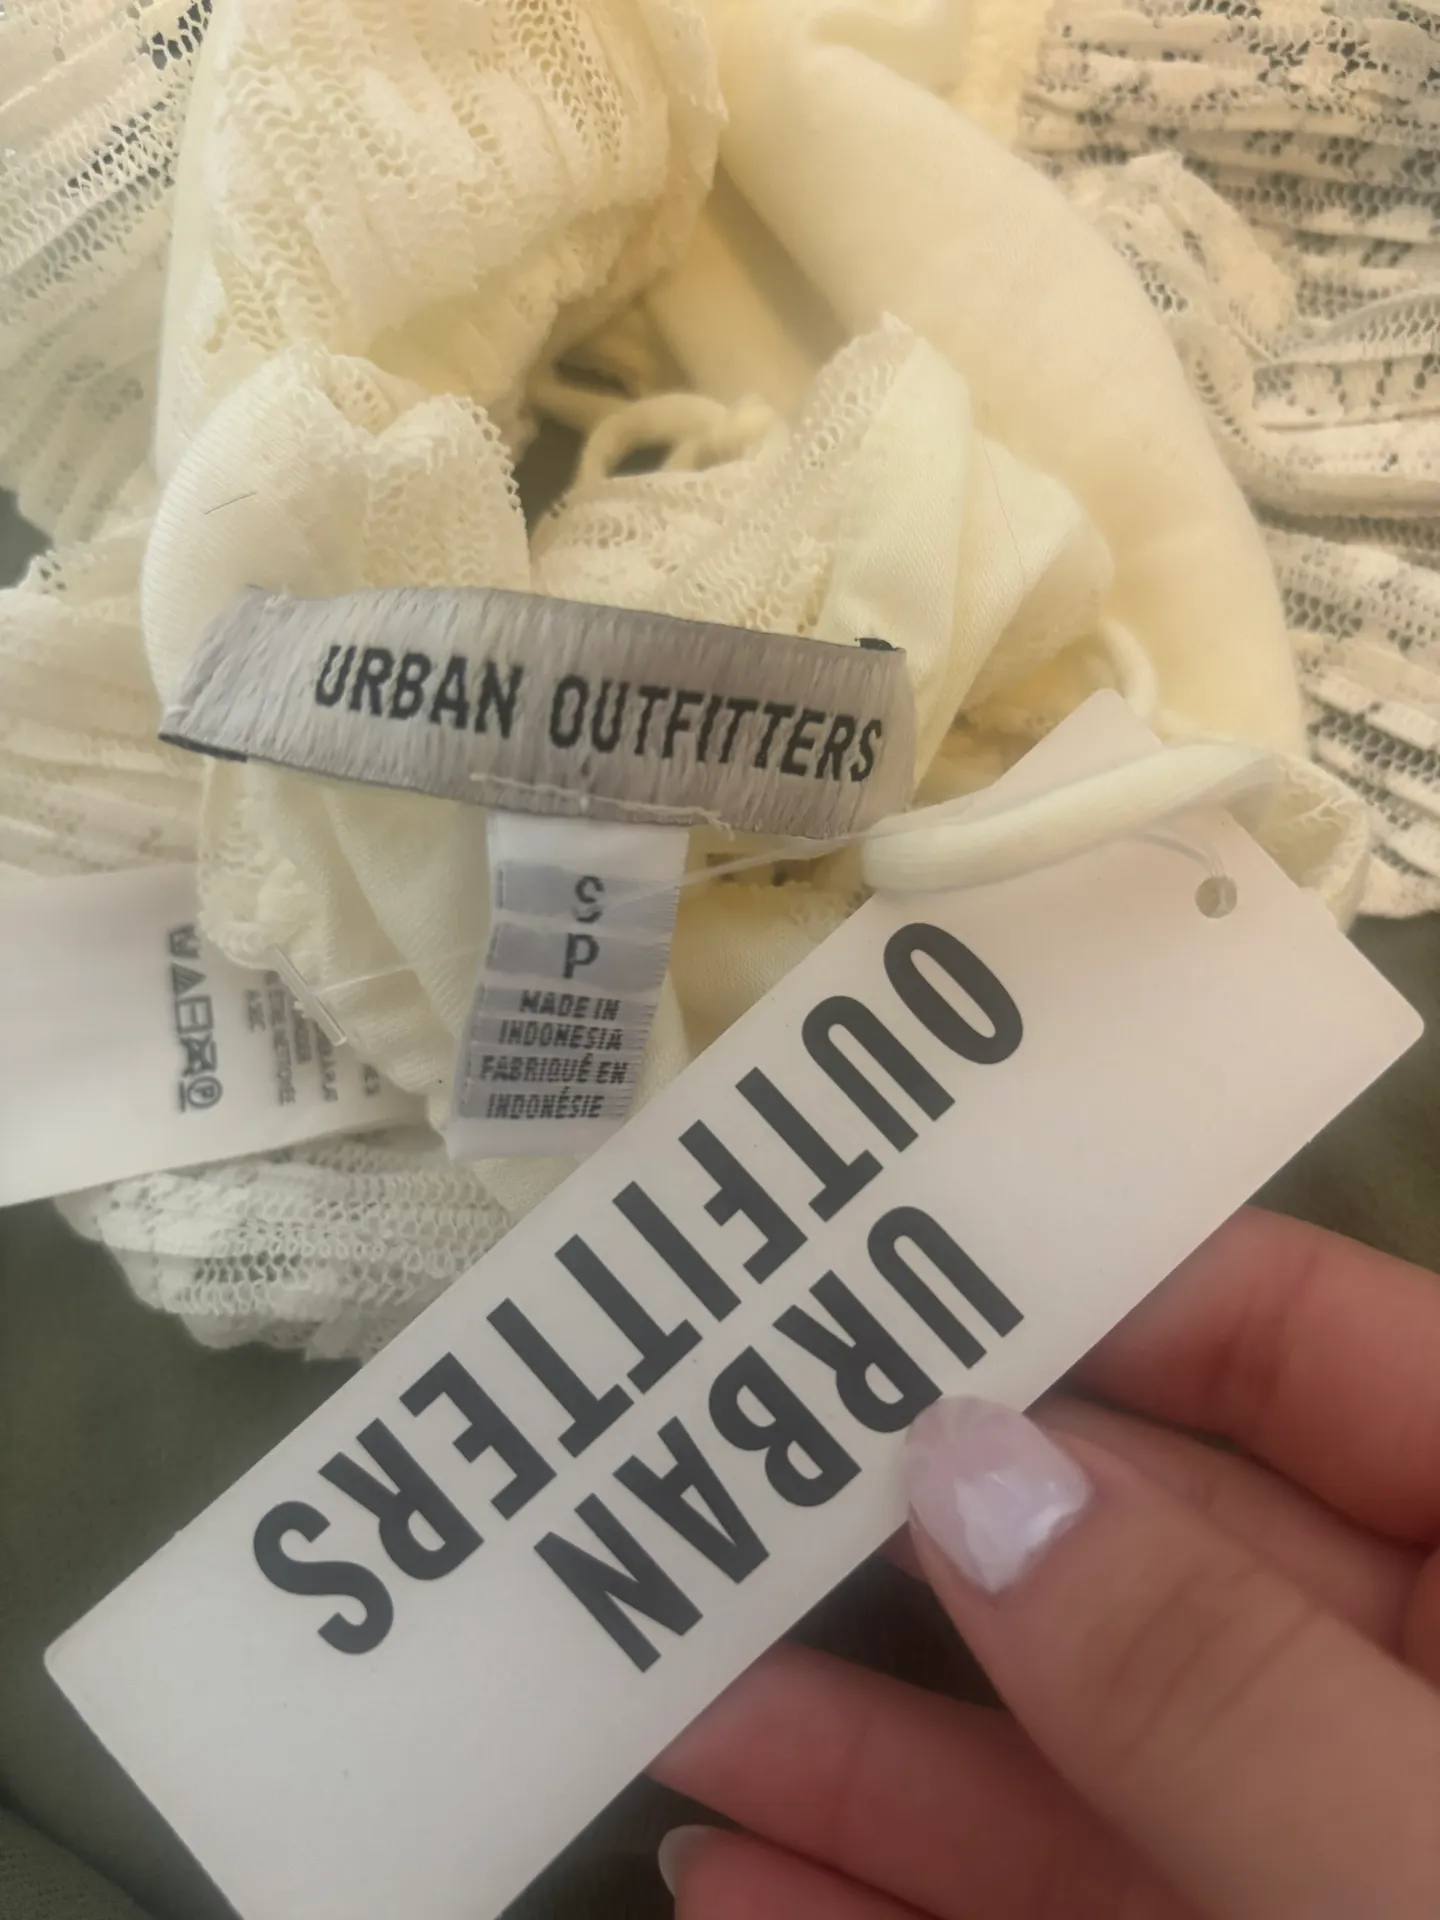 URBAN OUTFITTERS
S
P
MADE IN
INDONESIA
FABRIQUÉ EN
INDONÉSIE
URBAN
OUTFITTERS
P